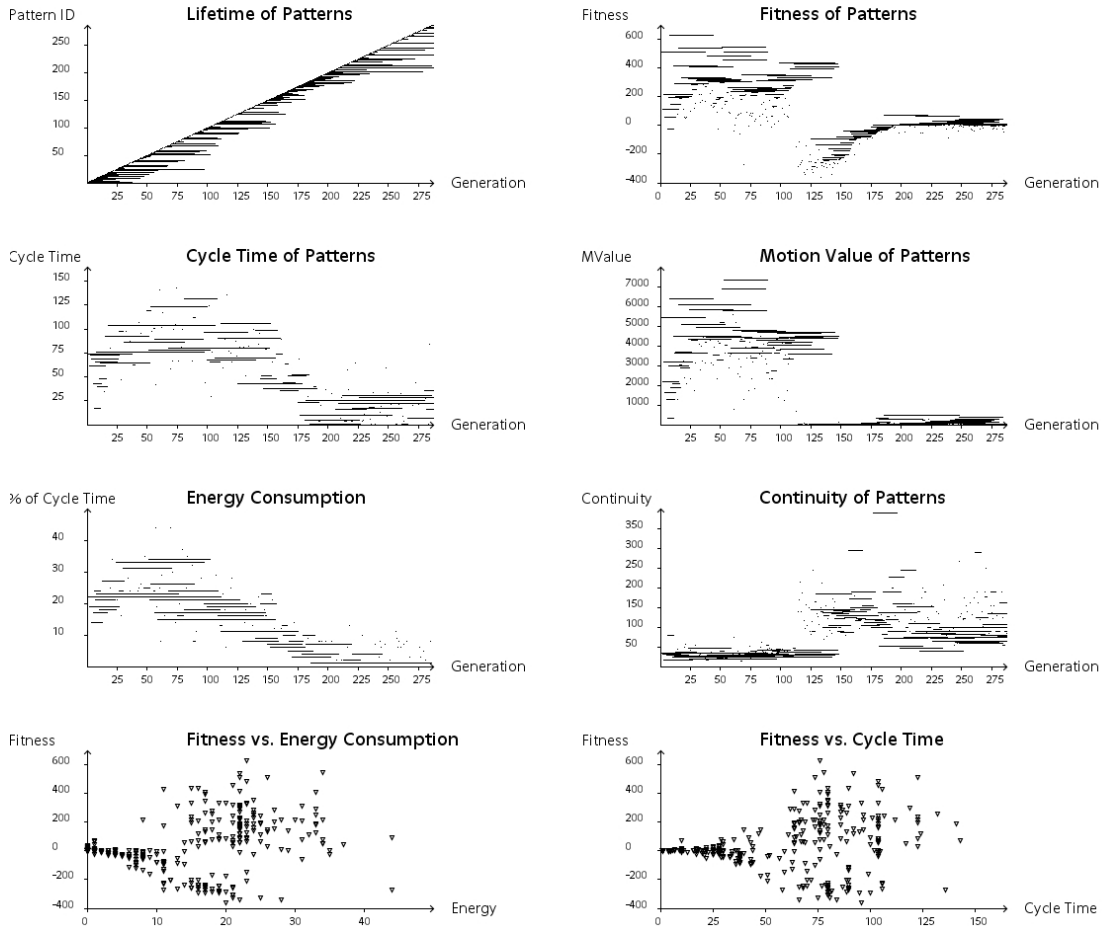 Pattern ID
Lifetime of Patterns
250
200
150
100
50
25 50 75 100 125 150 175 200 225 250 275
Generation
Fitness
Fitness of Patterns
600
400
200
0
-200
-400
0 25 50 75 100 125 150 175 200 225 250 275
Generation
Cycle Time
Cycle Time of Patterns
150
125
100
75
50
25
25 50 75 100 125 150 175 200 225 250 275
Generation
MValue
Motion Value of Patterns
7000
6000
5000
4000
3000
2000
1000
25 50 75 100 125 150 175 200 225 250 275
Generation
% of Cycle Time
Energy Consumption
40
30
20
10
25 50 75 100 125 150 175 200 225 250 275
Generation
Continuity
Continuity of Patterns
350
300
250
200
150
100
50
25 50 75 100 125 150 175 200 225 250 275
Generation
Fitness
Fitness vs. Energy Consumption
600
400
200
0
-200
-400
0 10 20 30 40
Energy
Fitness
Fitness vs. Cycle Time
600
400
200
0
-200
-400
0 25 50 75 100 125 150
Cycle Time